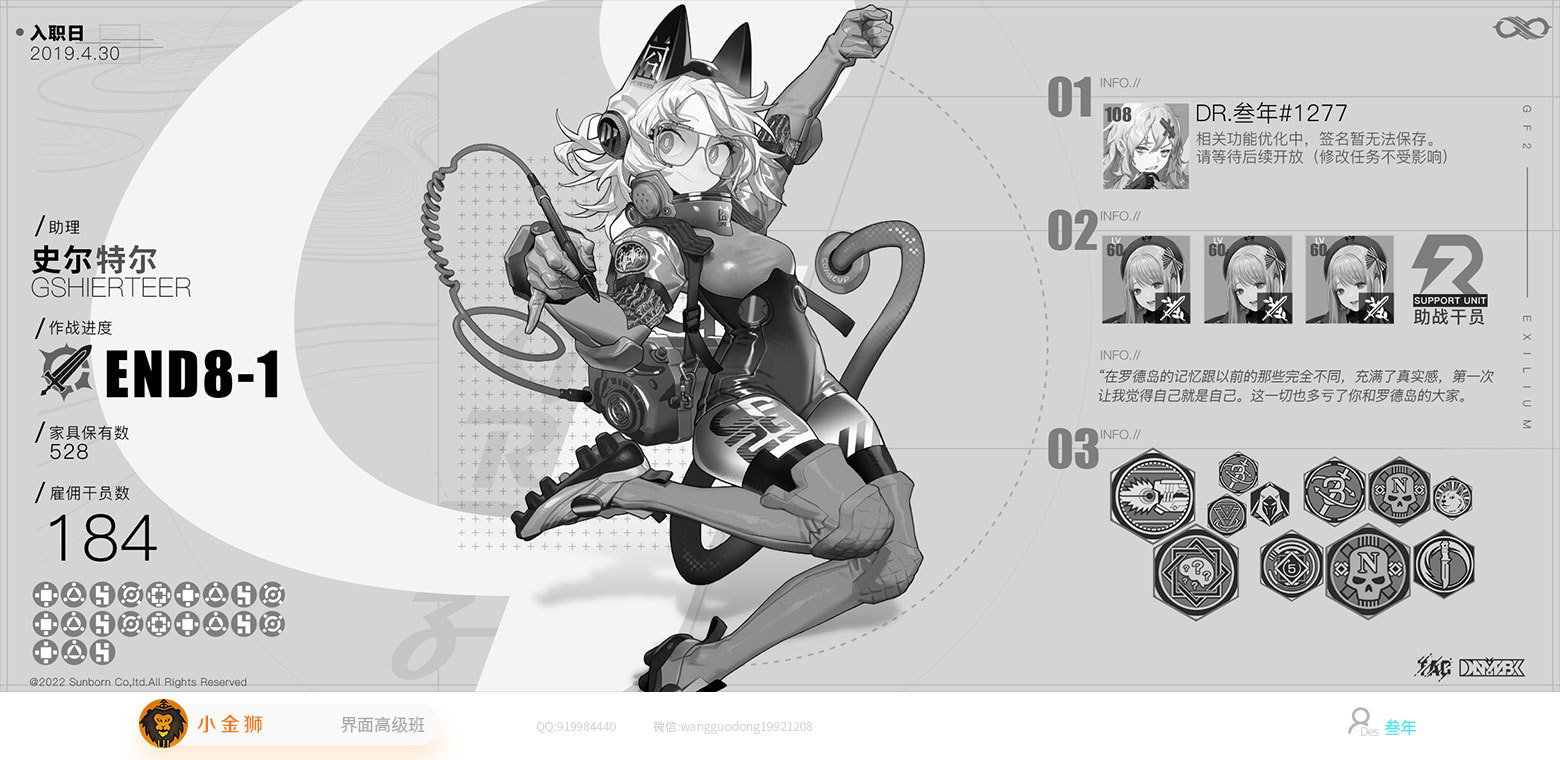 入职日
2019.4.30
助理
史尔特尔
GSHIERTEER
作战进度
END8-1
家具保有数
528
雇佣干员数
184
@2022 Sunborn Co,ltd.All Rights Reserved
囧
01
INFO.//
108
DR.叁年#1277
相关功能优化中，签名暂无法保存。
请等待后续开放（修改任务不受影响）
02
INFO.//
LV
60
LV
60
LV
60
SUPPORT UNIT
助战干员
INFO.//
“在罗德岛的记忆跟以前的那些完全不同，充满了真实感，第一次
让我觉得自己就是自己。这一切也多亏了你和罗德岛的大家。
03
INFO.//
N
5
N
GF2
EXILIUM
小金狮
界面高级班
QQ:919984440
微信:wangguodong19921208
Des
叁年